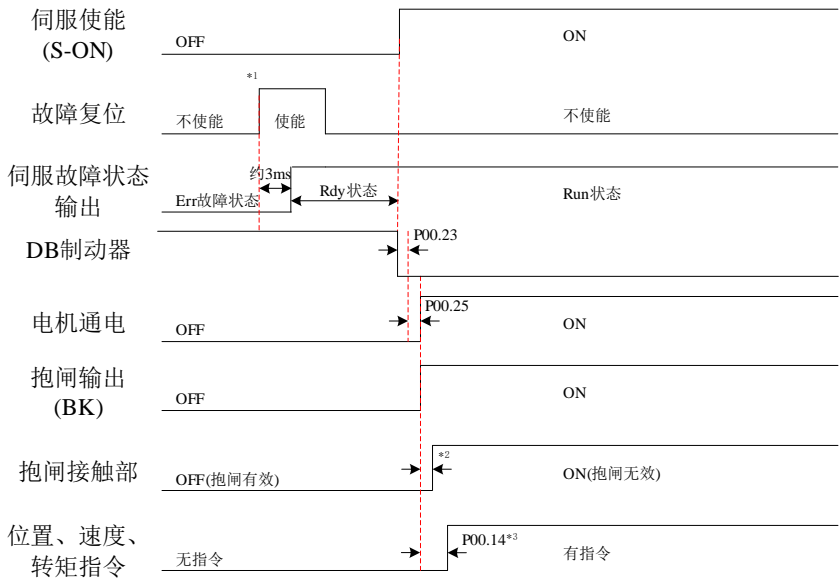 伺服使能
(S-ON)
OFF
ON
*1
故障复位
不使能
使能
不使能
伺服故障状态
输出
约3ms
Err故障状态
Rdy状态
Run状态
DB制动器
P00.23
电机通电
OFF
P00.25
ON
抱闸输出
(BK)
OFF
ON
抱闸接触部
OFF(抱闸有效)
*2
ON(抱闸无效)
位置、速度、
转矩指令
无指令
P00.14*3
有指令